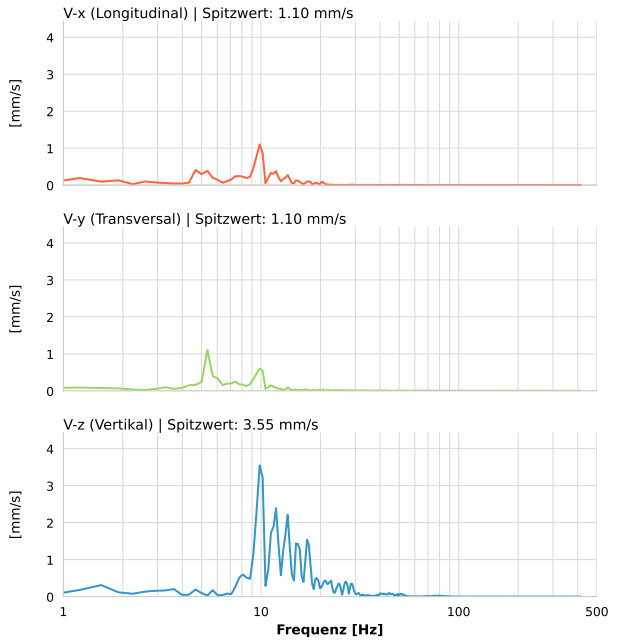 V-x (Longitudinal) | Spitzwert: 1.10 mm/s
4
3
2
1
0
[mm/s]
V-y (Transversal) | Spitzwert: 1.10 mm/s
4
3
2
1
0
[mm/s]
V-z (Vertikal) | Spitzwert: 3.55 mm/s
4
3
2
1
0
[mm/s]
1 10 100 500
Frequenz [Hz]